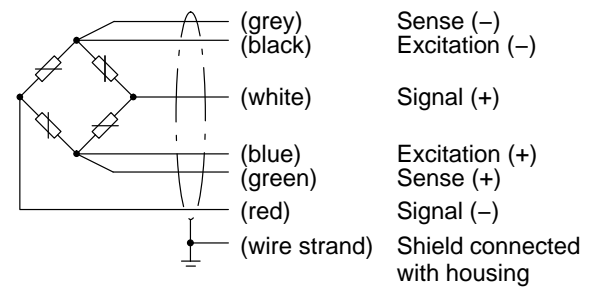 (grey) Sense (–)
(black) Excitation (–)
(white) Signal (+)
(blue) Excitation (+)
(green) Sense (+)
(red) Signal (–)
(wire strand) Shield connected
with housing